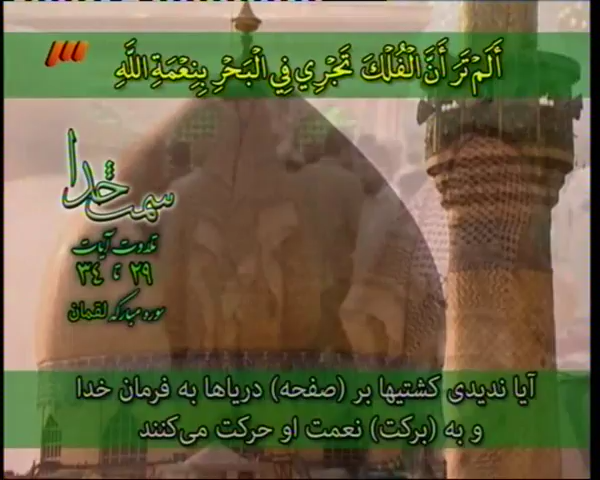 أَلَمْ تَرَ أَنَّ الْفُلْكَ تَجْرِي فِي الْبَحْرِ بِنِعْمَةِ اللَّهِ
سمت خدا
تلاوت آیات
۲۹ تا ۳۴
سوره مبارکه لقمان
آیا ندیدی کشتیها بر (صفحه) دریاها به فرمان خدا
و به (برکت) نعمت او حرکت می‌کنند